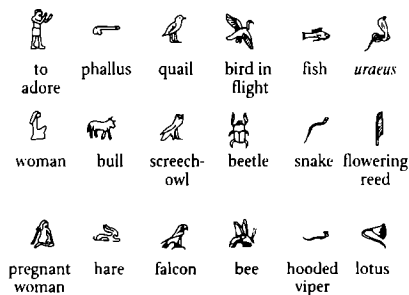 to adore phallus quail bird in flight fish uraeus
woman bull screech-owl beetle snake flowering reed
pregnant woman hare falcon bee hooded viper lotus